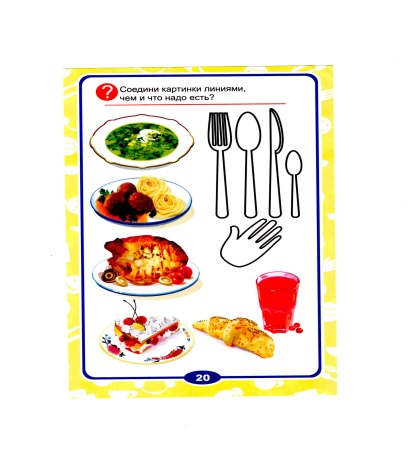 ?
Соедини картинки линиями,
чем и что надо есть?
20